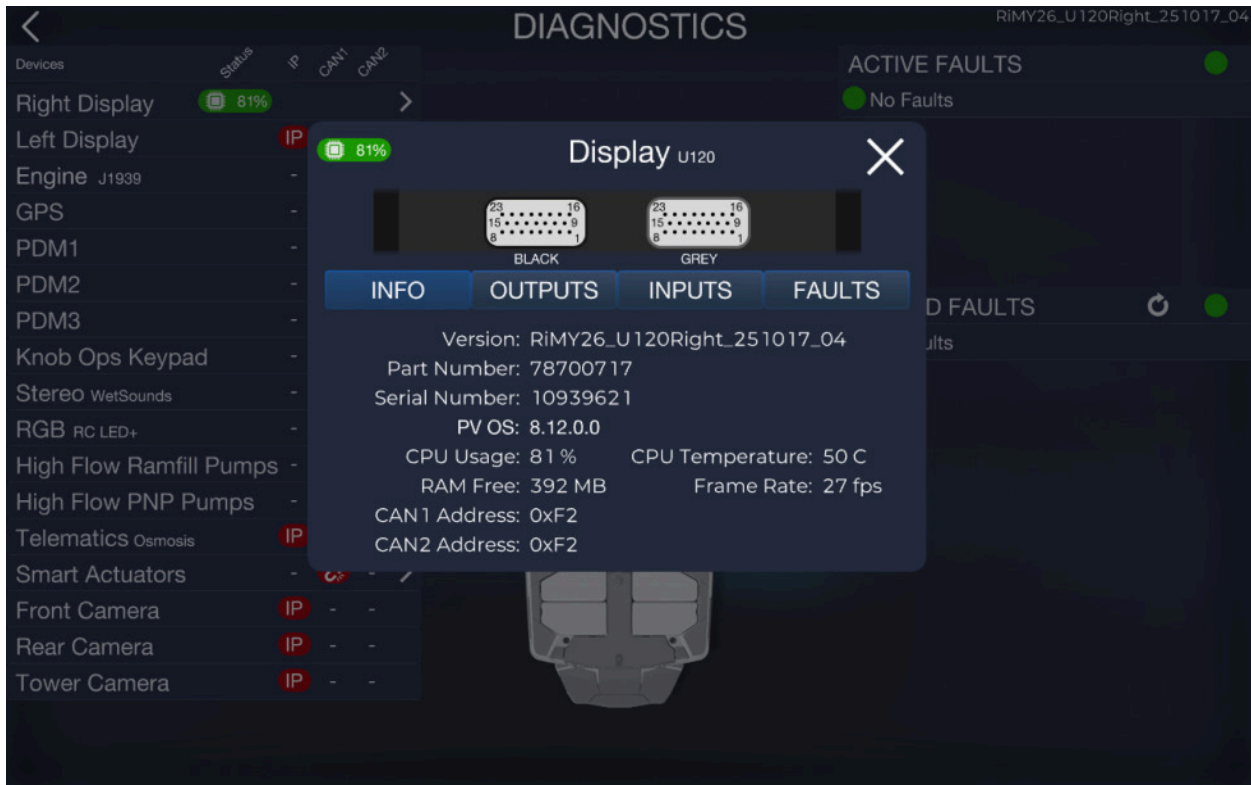 DIAGNOSTICS
RiMY26_U120Right_251017_04
Devices Status IP CAN1 CAN2
Right Display 81%
Left Display IP
Engine J1939 -
GPS -
PDM1 -
PDM2 -
PDM3 -
Knob Ops Keypad -
Stereo WetSounds -
RGB RC LED+ -
High Flow Ramfill Pumps -
High Flow PNP Pumps -
Telematics Osmosis IP
Smart Actuators - -
Front Camera IP - -
Rear Camera IP - -
Tower Camera IP - -
81% Display U120
23 16
15 9
8 1
BLACK
23 16
15 9
8 1
GREY
INFO OUTPUTS INPUTS FAULTS
Version: RiMY26_U120Right_251017_04
Part Number: 78700717
Serial Number: 10939621
PV OS: 8.12.0.0
CPU Usage: 81% CPU Temperature: 50 C
RAM Free: 392 MB Frame Rate: 27 fps
CAN1 Address: 0xF2
CAN2 Address: 0xF2
ACTIVE FAULTS
No Faults
D FAULTS
ults